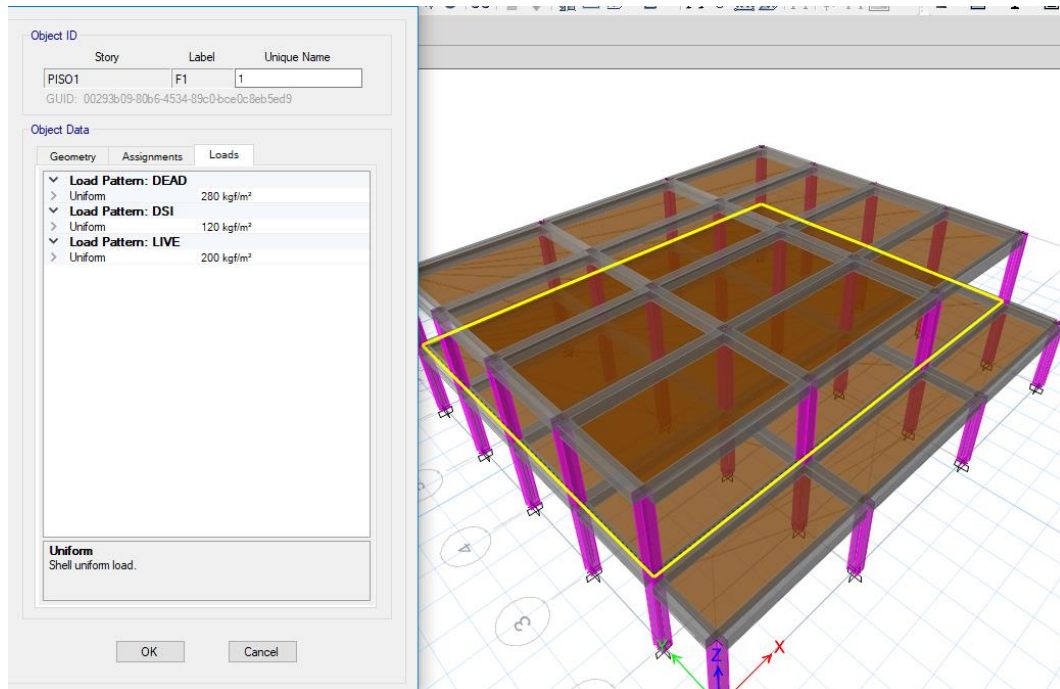 Object ID
Story Label Unique Name
PISO1 F1 1
GUID: 00293b09-80b6-4534-89c0-bce0c8eb5ed9
Object Data
Geometry Assignments Loads
Load Pattern: DEAD
Uniform 280 kgf/m²
Load Pattern: DSI
Uniform 120 kgf/m²
Load Pattern: LIVE
Uniform 200 kgf/m²
Uniform
Shell uniform load.
OK Cancel
4
3
Y Z X